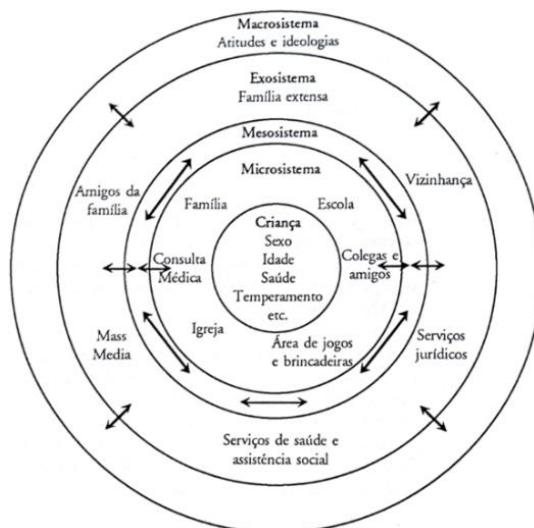 Macrosistema
Atitudes e ideologias
Exosistema
Família extensa
Mesosistema
Microsistema
Amigos da
família
Vizinhança
Família
Escola
Criança
Sexo
Idade
Saúde
Temperamento
etc.
Consulta
Médica
Colegas e
amigos
Igreja
Área de jogos
e brincadeiras
Mass
Media
Serviços
jurídicos
Serviços de saúde e
assistência social